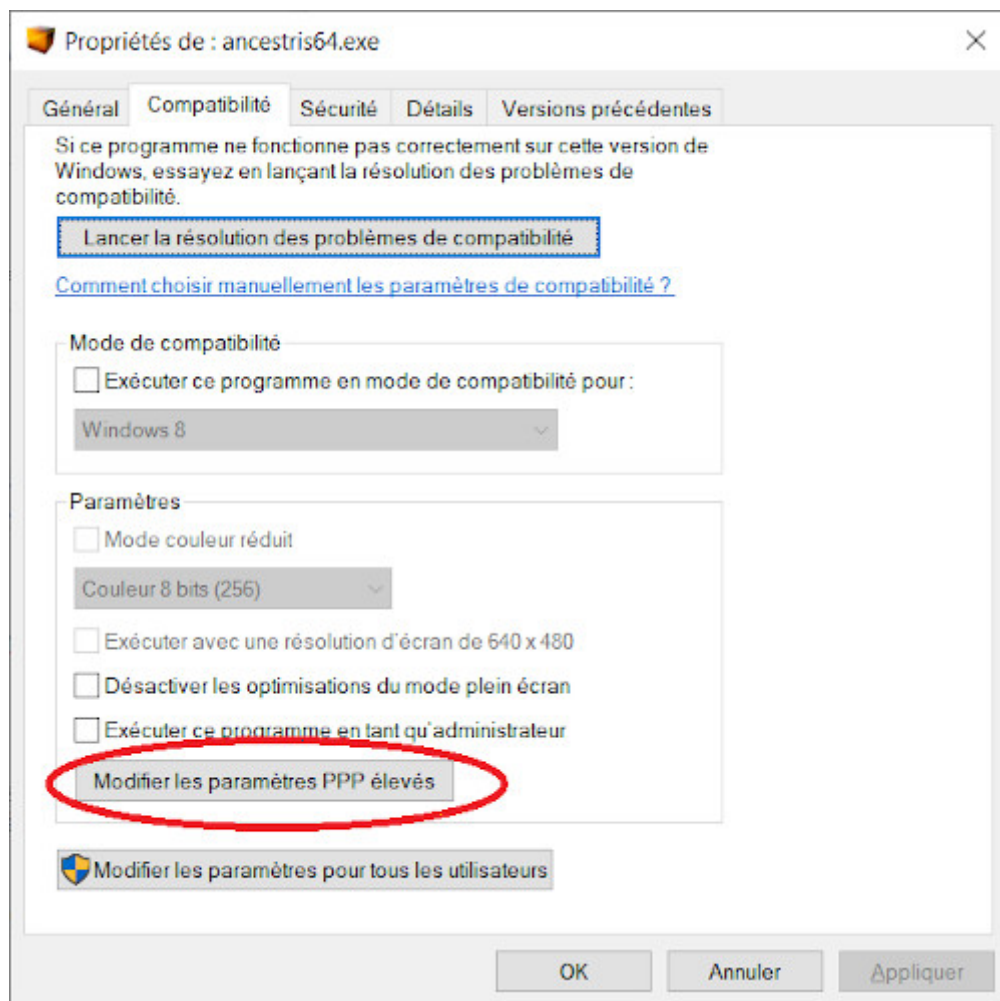 Propriétés de : ancestris64.exe
Général Compatibilité Sécurité Détails Versions précédentes
Si ce programme ne fonctionne pas correctement sur cette version de
Windows, essayez en lançant la résolution des problèmes de
compatibilité.
Lancer la résolution des problèmes de compatibilité
Comment choisir manuellement les paramètres de compatibilité ?
Mode de compatibilité
Exécuter ce programme en mode de compatibilité pour :
Windows 8
Paramètres
Mode couleur réduit
Couleur 8 bits (256)
Exécuter avec une résolution d'écran de 640 x 480
Désactiver les optimisations du mode plein écran
Exécuter ce programme en tant qu'administrateur
Modifier les paramètres PPP élevés
Modifier les paramètres pour tous les utilisateurs
OK Annuler Appliquer